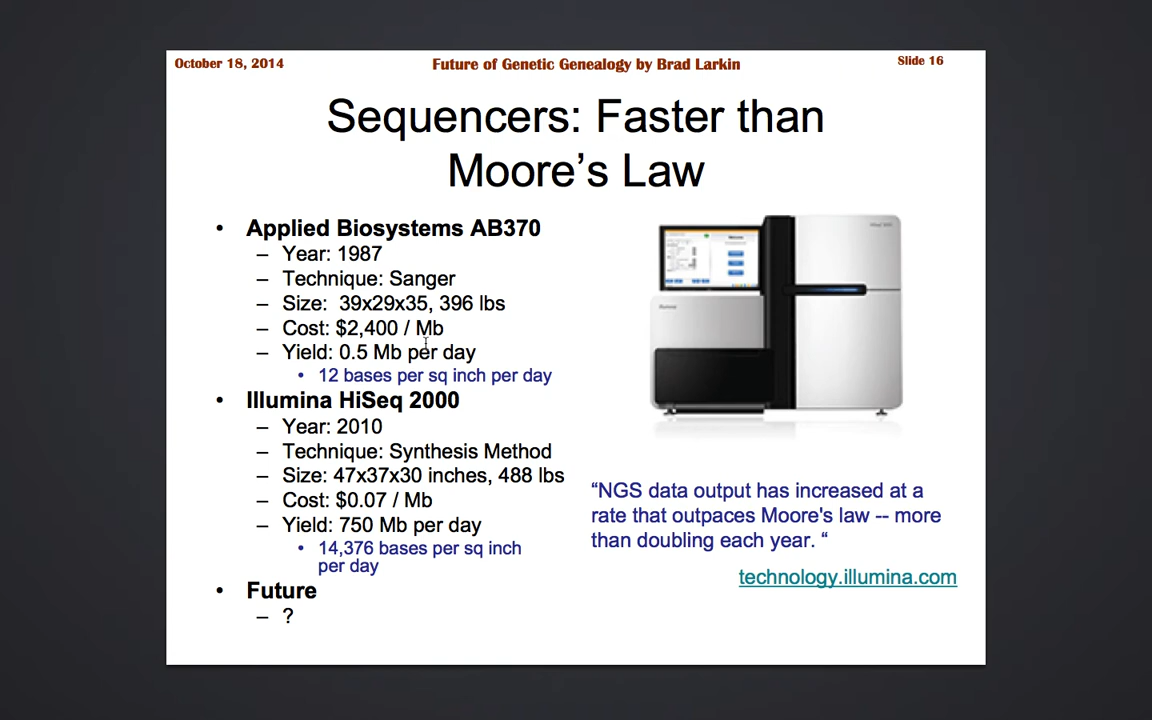 October 18, 2014
Future of Genetic Genealogy by Brad Larkin
Slide 16
Sequencers: Faster than
Moore's Law
• Applied Biosystems AB370
– Year: 1987
– Technique: Sanger
– Size: 39x29x35, 396 lbs
– Cost: $2,400 / Mb
– Yield: 0.5 Mb per day
• 12 bases per sq inch per day
• Illumina HiSeq 2000
– Year: 2010
– Technique: Synthesis Method
– Size: 47x37x30 inches, 488 lbs
– Cost: $0.07 / Mb
– Yield: 750 Mb per day
• 14,376 bases per sq inch
per day
• Future
– ?
“NGS data output has increased at a
rate that outpaces Moore's law -- more
than doubling each year. “
technology.illumina.com